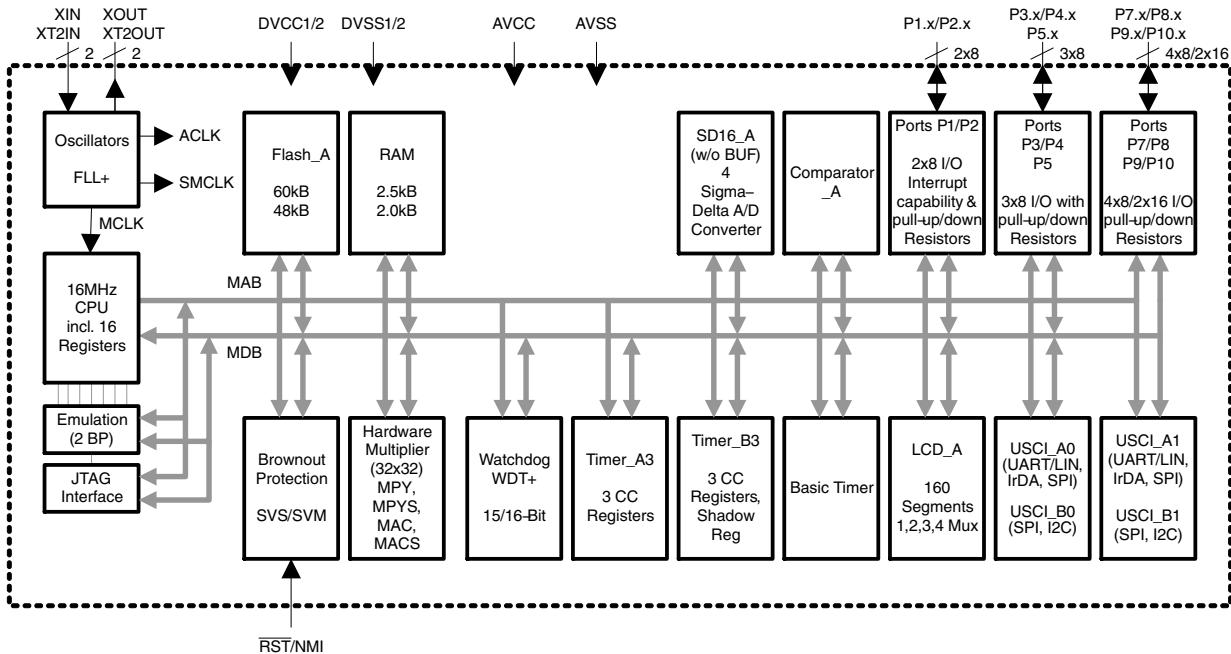 XIN
XT2IN
2
XOUT
XT2OUT
2
DVCC1/2
DVSS1/2
AVCC
AVSS
P1.x/P2.x
2x8
P3.x/P4.x
P5.x
3x8
P7.x/P8.x
P9.x/P10.x
4x8/2x16
Oscillators
FLL+
ACLK
SMCLK
MCLK
Flash_A
60kB
48kB
RAM
2.5kB
2.0kB
SD16_A
(w/o BUF)
4
Sigma–
Delta A/D
Converter
Comparator
_A
Ports P1/P2
2x8 I/O
Interrupt
capability &
pull-up/down
Resistors
Ports
P3/P4
P5
3x8 I/O with
pull-up/down
Resistors
Ports
P7/P8
P9/P10
4x8/2x16 I/O
pull-up/down
Resistors
16MHz
CPU
incl. 16
Registers
MAB
MDB
Emulation
(2 BP)
JTAG
Interface
Brownout
Protection
SVS/SVM
Hardware
Multiplier
(32x32)
MPY,
MPYS,
MAC,
MACS
Watchdog
WDT+
15/16–Bit
Timer_A3
3 CC
Registers
Timer_B3
3 CC
Registers,
Shadow
Reg
Basic Timer
LCD_A
160
Segments
1,2,3,4 Mux
USCI_A0
(UART/LIN,
IrDA, SPI)
USCI_B0
(SPI, I2C)
USCI_A1
(UART/LIN,
IrDA, SPI)
USCI_B1
(SPI, I2C)
RST/NMI